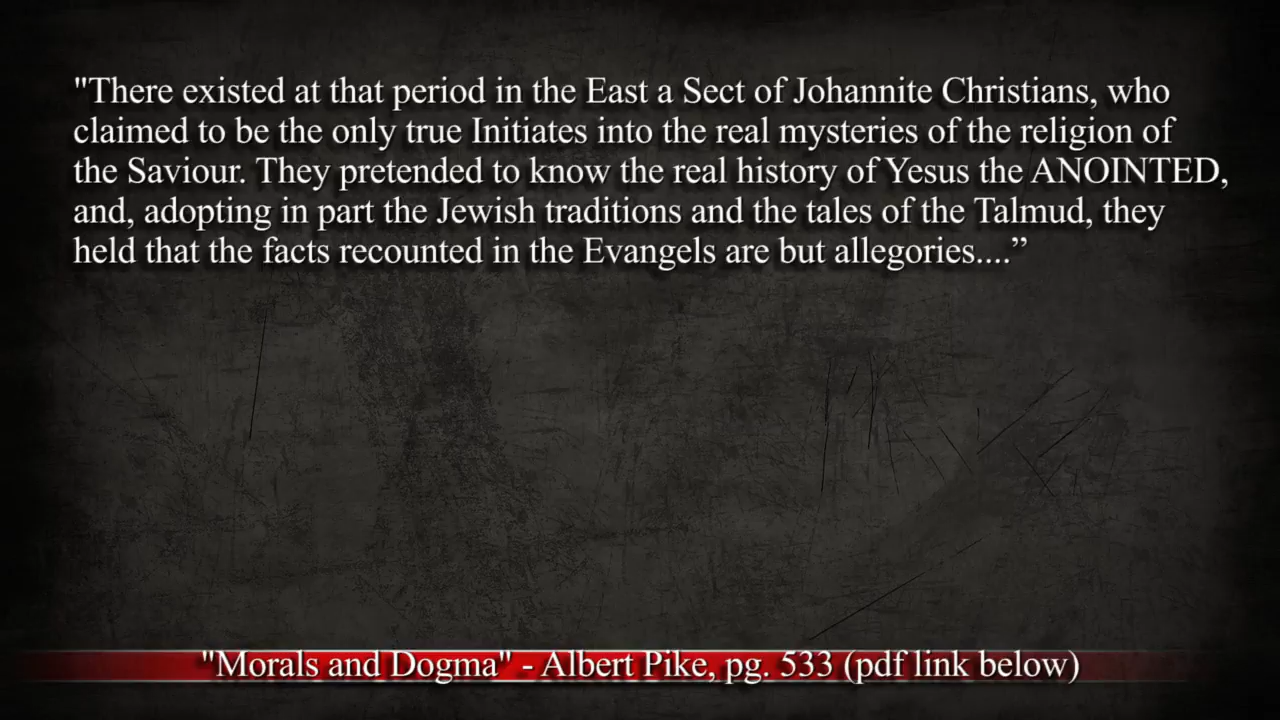 "There existed at that period in the East a Sect of Johannite Christians, who
claimed to be the only true Initiates into the real mysteries of the religion of
the Saviour. They pretended to know the real history of Yesus the ANOINTED,
and, adopting in part the Jewish traditions and the tales of the Talmud, they
held that the facts recounted in the Evangels are but allegories....”
"Morals and Dogma" - Albert Pike, pg. 533 (pdf link below)